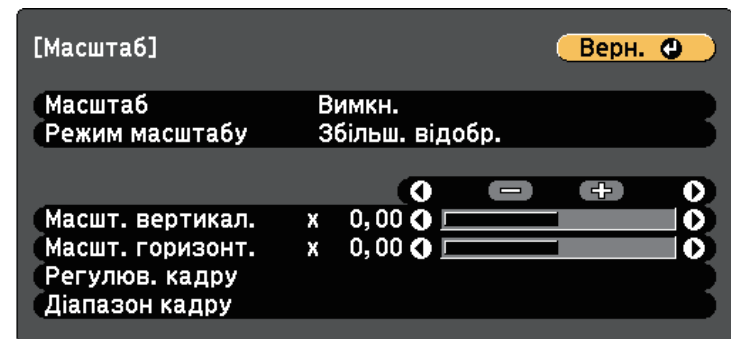 [Масштаб] Верн.
Масштаб Вимкн.
Режим масштабу Збільш. відобр.
− +
Масшт. вертикал. x 0,00
Масшт. горизонт. x 0,00
Регулюв. кадру
Діапазон кадру